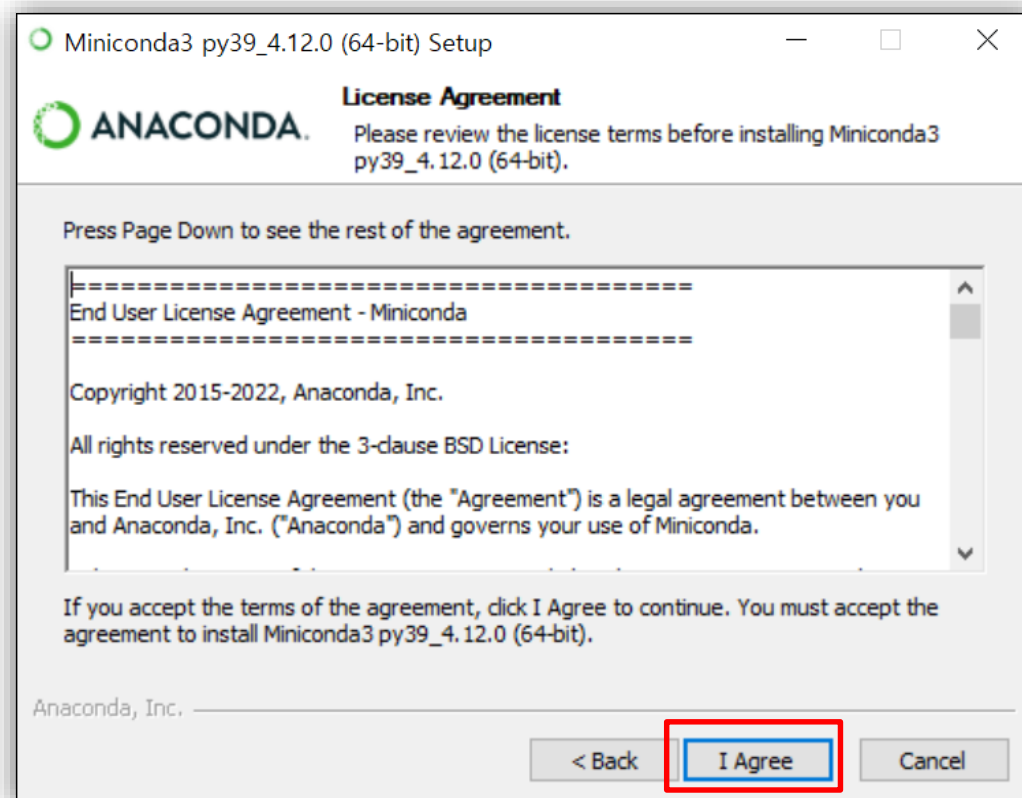 Miniconda3 py39_4.12.0 (64-bit) Setup
ANACONDA.
License Agreement
Please review the license terms before installing Miniconda3
py39_4.12.0 (64-bit).
Press Page Down to see the rest of the agreement.
======================================
End User License Agreement - Miniconda
======================================
Copyright 2015-2022, Anaconda, Inc.
All rights reserved under the 3-clause BSD License:
This End User License Agreement (the "Agreement") is a legal agreement between you
and Anaconda, Inc. ("Anaconda") and governs your use of Miniconda.
If you accept the terms of the agreement, click I Agree to continue. You must accept the
agreement to install Miniconda3 py39_4.12.0 (64-bit).
Anaconda, Inc.
< Back
I Agree
Cancel